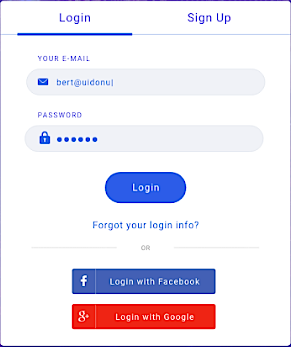 Login
Sign Up
YOUR E-MAIL
bert@uidonu|
PASSWORD
●●●●●●
Login
Forgot your login info?
OR
f Login with Facebook
g+ Login with Google